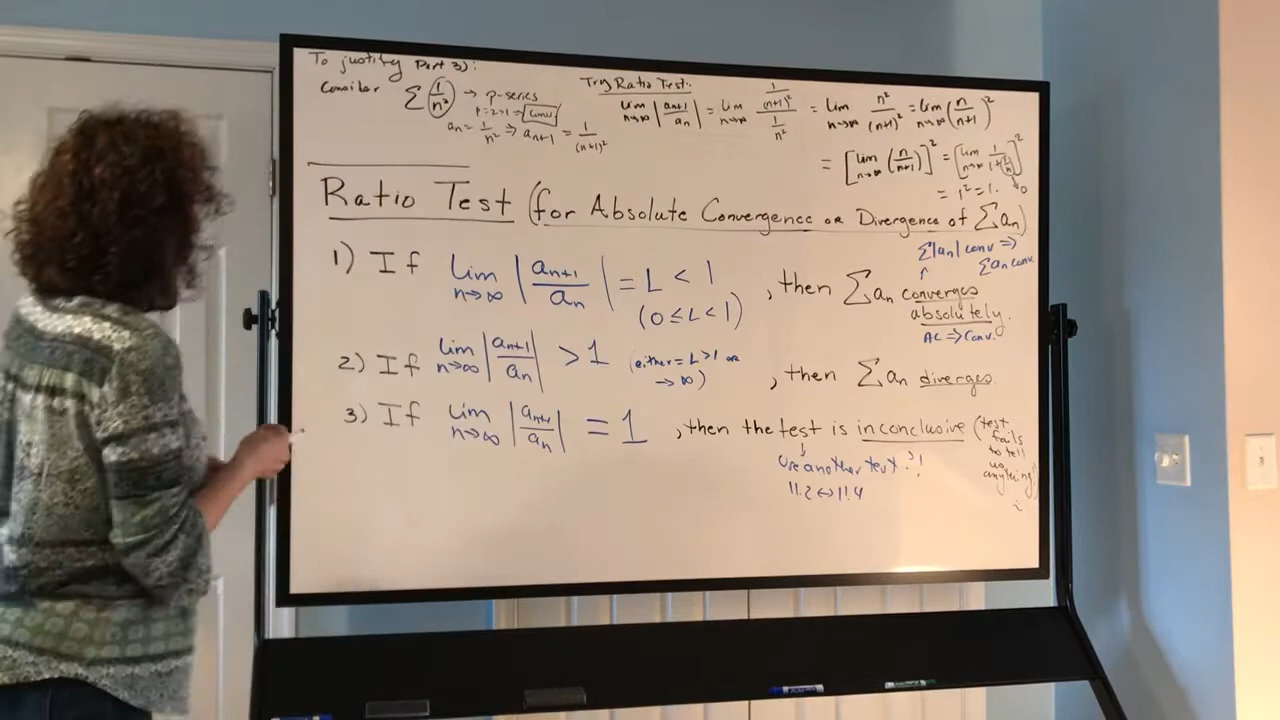 To justify Part 3):
Consider ∑ 1/n² → p-series
p=2>1 ⇒ conv
aₙ = 1/n² ⇒ aₙ₊₁ = 1/(n+1)²
Try Ratio Test:
lim n→∞ |aₙ₊₁/aₙ| = lim n→∞ (1/(n+1)²)/(1/n²) = lim n→∞ n²/(n+1)² = lim n→∞ (n/(n+1))²
= [lim n→∞ (n/(n+1))]² = [lim n→∞ 1/(1+(1/n))]² →0
= 1² = 1.
Ratio Test (for Absolute Convergence or Divergence of ∑aₙ)
∑|aₙ| conv ⇒
∑aₙ conv.
1) If lim n→∞ |aₙ₊₁/aₙ| = L < 1 , then ∑aₙ converges
(0 ≤ L < 1) absolutely.
AC ⇒ Conv.
2) If lim n→∞ |aₙ₊₁/aₙ| > 1 (either = L > 1 or
→ ∞) , then ∑aₙ diverges.
3) If lim n→∞ |aₙ₊₁/aₙ| = 1 , then the test is inconclusive (test
fails
to tell
us
anything!)
↓
Use another test!
11.2 ↔ 11.4